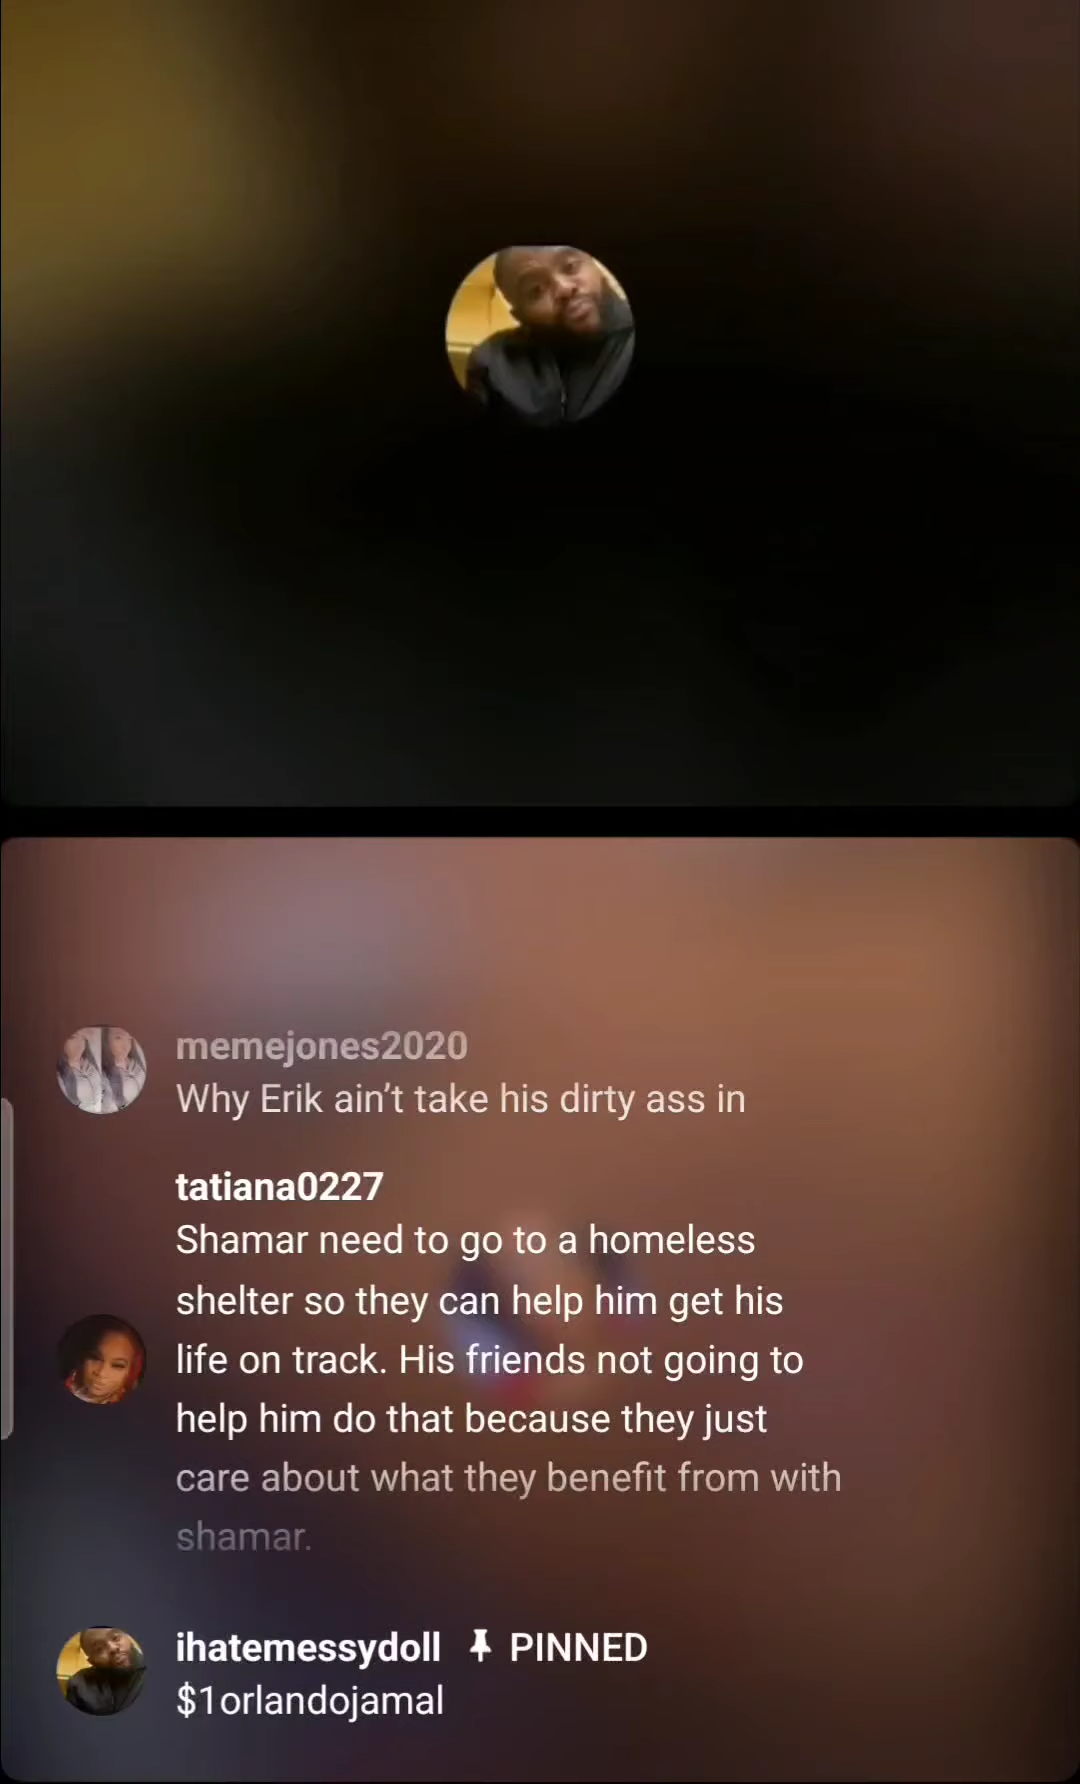 memejones2020
Why Erik ain’t take his dirty ass in
tatiana0227
Shamar need to go to a homeless
shelter so they can help him get his
life on track. His friends not going to
help him do that because they just
care about what they benefit from with
shamar.
ihatemessydoll PINNED
$1orlandojamal